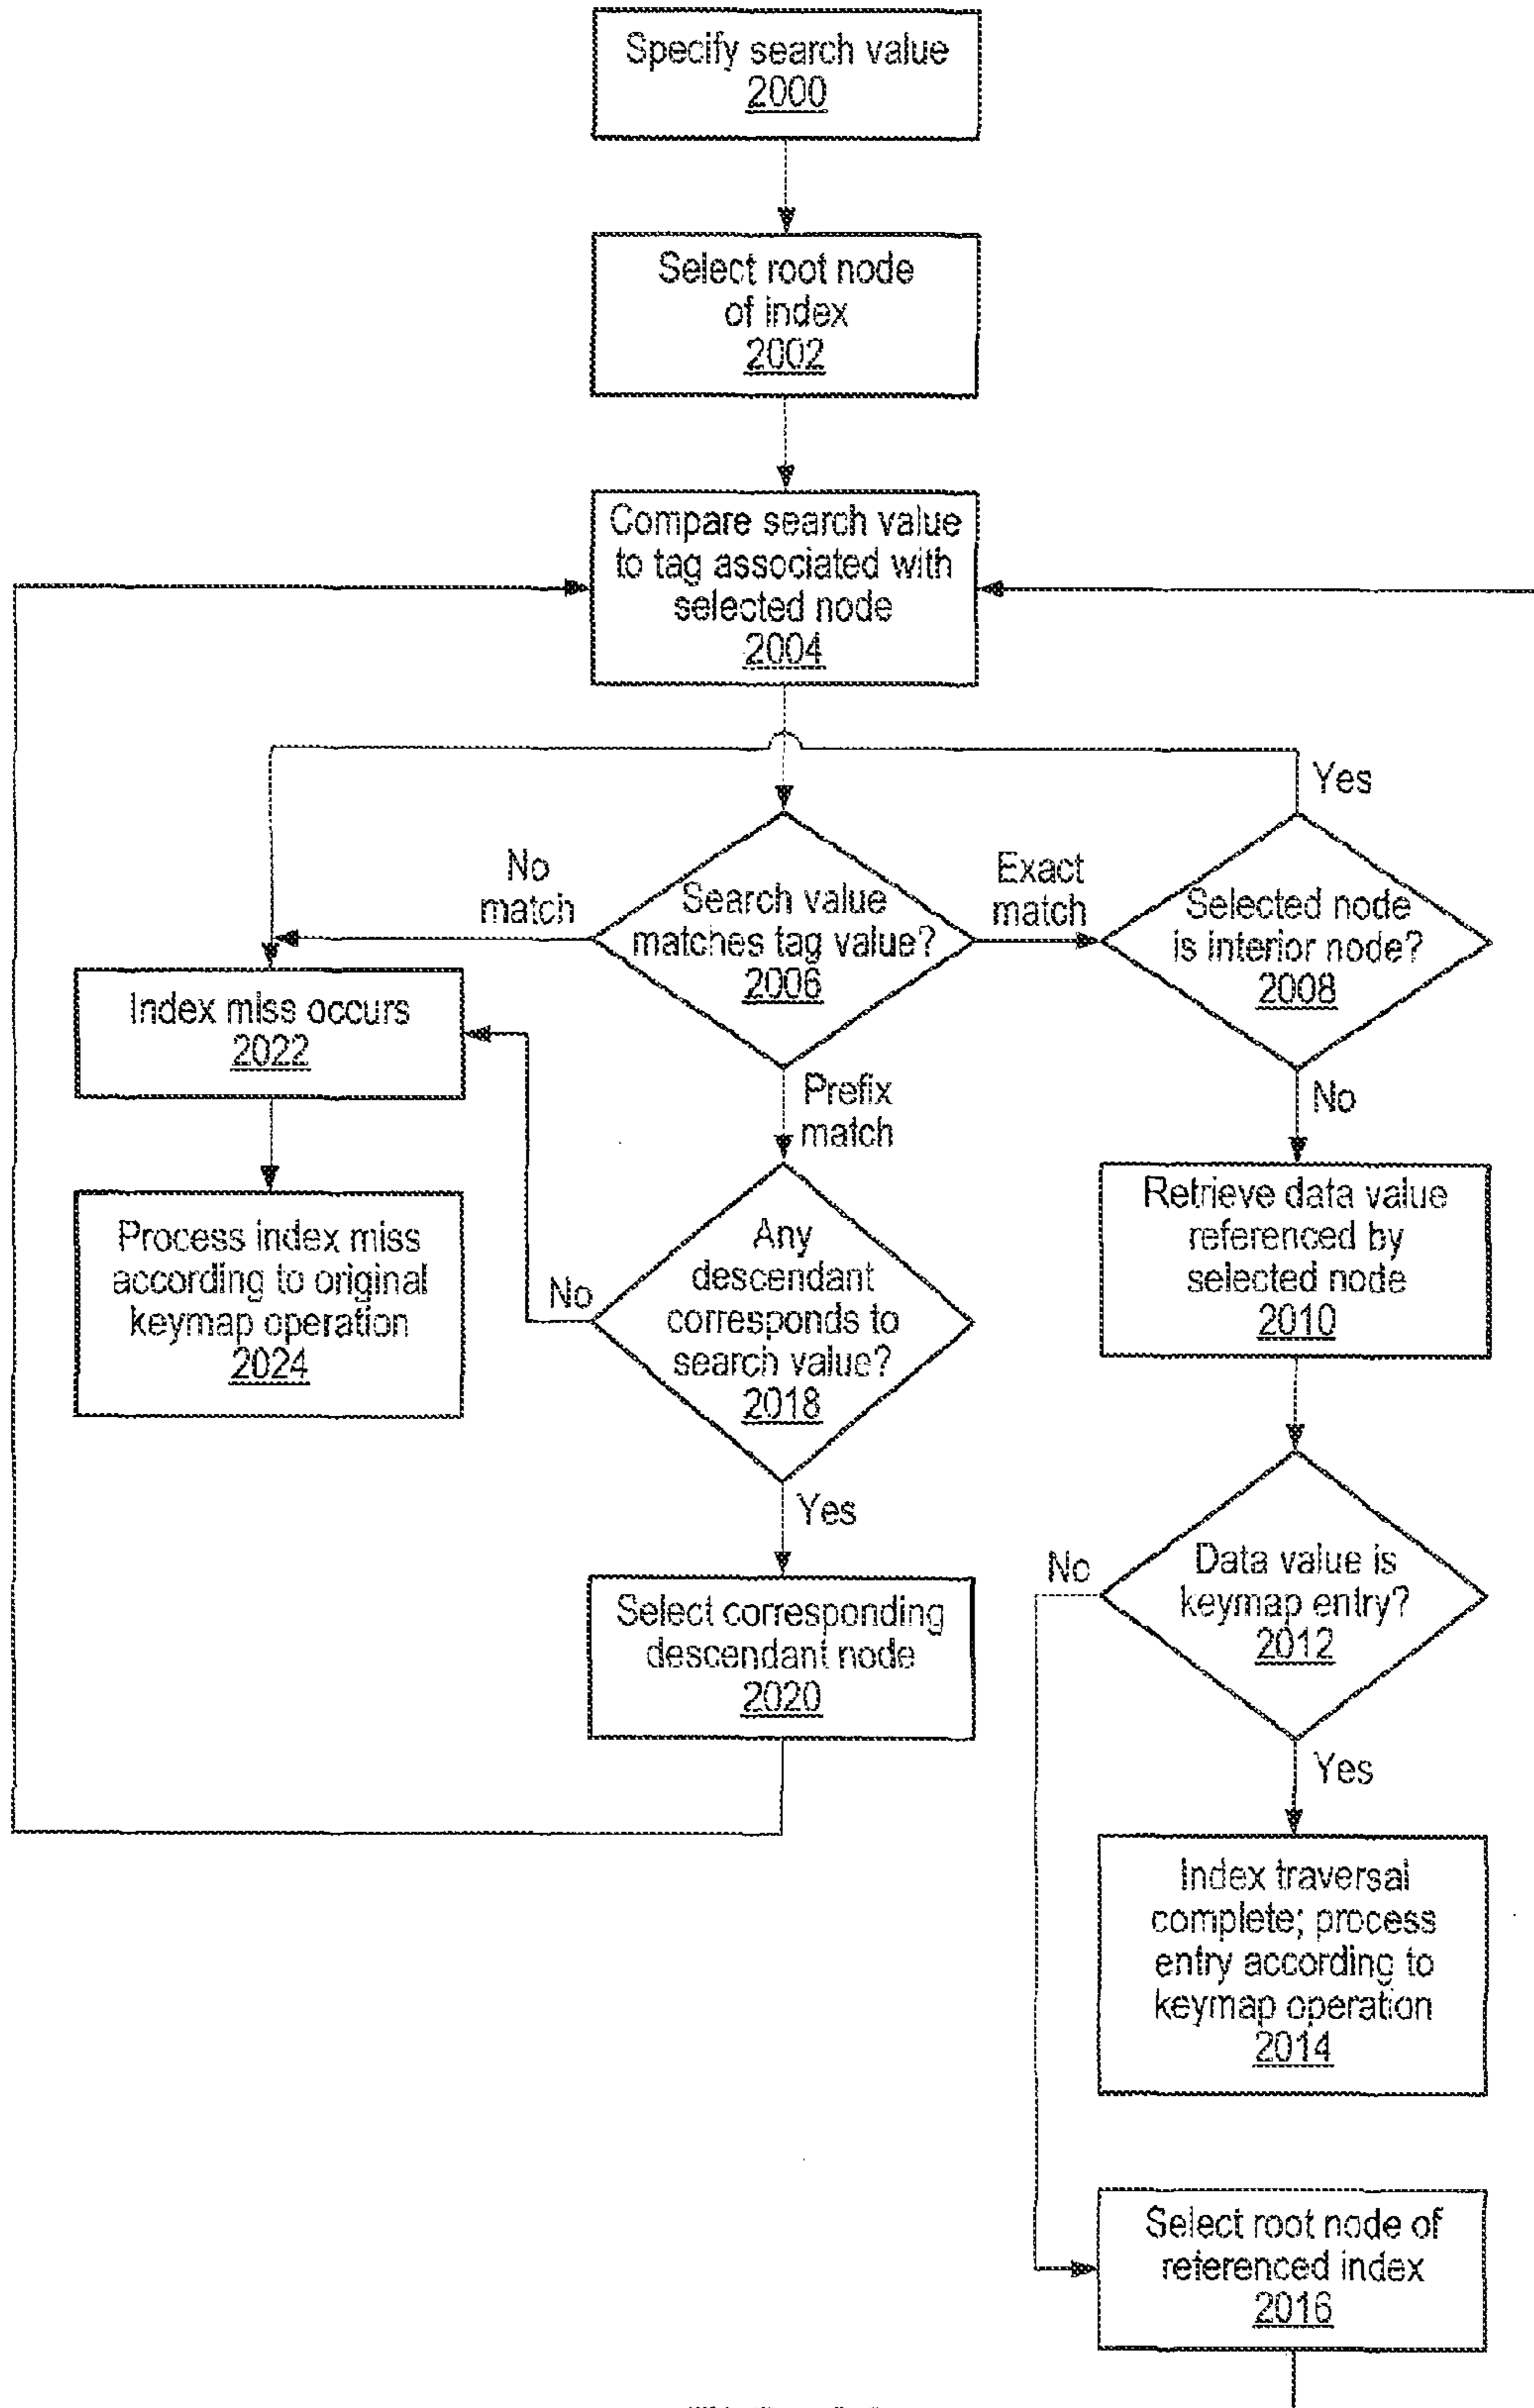 Specify search value
2000
Select root node
of index
2002
Compare search value
to tag associated with
selected node
2004
Yes
No
match
Search value
matches tag value?
2006
Exact
match
Selected node
is interior node?
2008
Index miss occurs
2022
Prefix
match
No
Process index miss
according to original
keymap operation
2024
No
Any
descendant
corresponds to
search value?
2018
Retrieve data value
referenced by
selected node
2010
Yes
No
Data value is
keymap entry?
2012
Select corresponding
descendant node
2020
Yes
Index traversal
complete; process
entry according to
keymap operation
2014
Select root node of
referenced index
2016